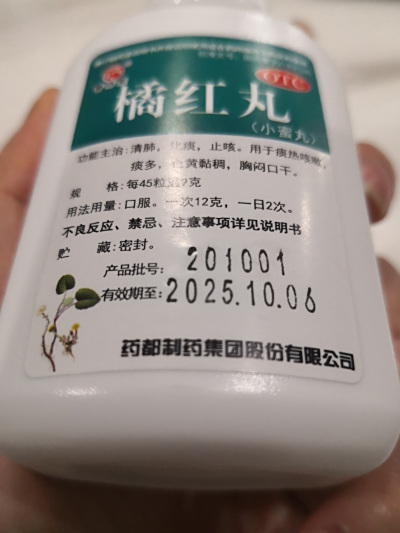 OTC
橘红丸
(小蜜丸)
功能主治:清肺,化痰,止咳。用于痰热咳嗽,
痰多,色黄黏稠,胸闷口干。
规 格:每45粒重9克
用法用量:口服。一次12克,一日2次。
不良反应、禁忌、注意事项详见说明书
贮 藏:密封。
产品批号: 201001
有效期至: 2025.10.06
药都制药集团股份有限公司